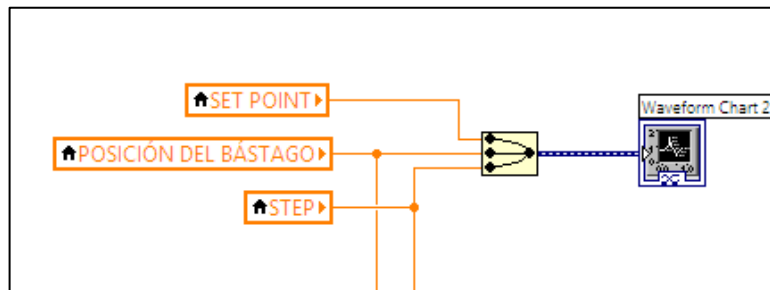 SET POINT
Waveform Chart 2
POSICIÓN DEL BÁSTAGO
STEP